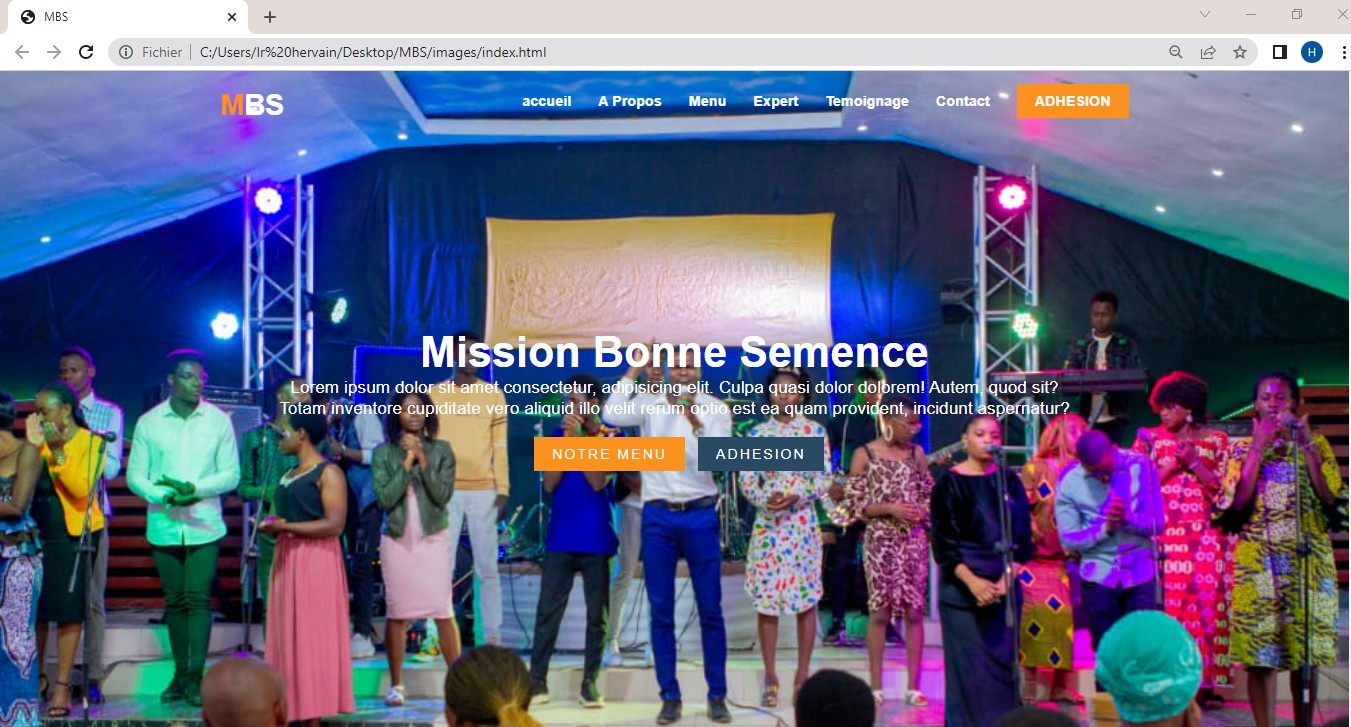 MBS
Fichier C:/Users/Ir%20hervain/Desktop/MBS/images/index.html
H
MBS accueil A Propos Menu Expert Temoignage Contact ADHESION
Mission Bonne Semence
Lorem ipsum dolor sit amet consectetur, adipisicing elit. Culpa quasi dolor dolorem! Autem, quod sit?
Totam inventore cupiditate vero aliquid illo velit rerum optio est ea quam provident, incidunt aspernatur?
NOTRE MENU ADHESION